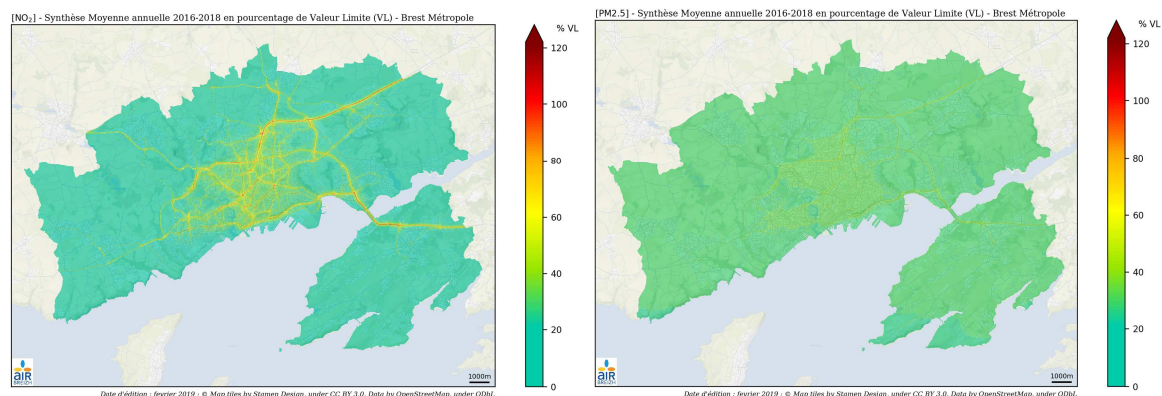 [NO₂] - Synthèse Moyenne annuelle 2016-2018 en pourcentage de Valeur Limite (VL) - Brest Métropole
% VL
120
100
80
60
40
20
0
aIR
BREIZH
1000m
Date d'édition : fevrier 2019 : © Map tiles by Stamen Design, under CC BY 3.0. Data by OpenStreetMap, under ODbL
[PM2.5] - Synthèse Moyenne annuelle 2016-2018 en pourcentage de Valeur Limite (VL) - Brest Métropole
% VL
120
100
80
60
40
20
0
aIR
BREIZH
1000m
Date d'édition : fevrier 2019 : © Map tiles by Stamen Design, under CC BY 3.0. Data by OpenStreetMap, under ODbL